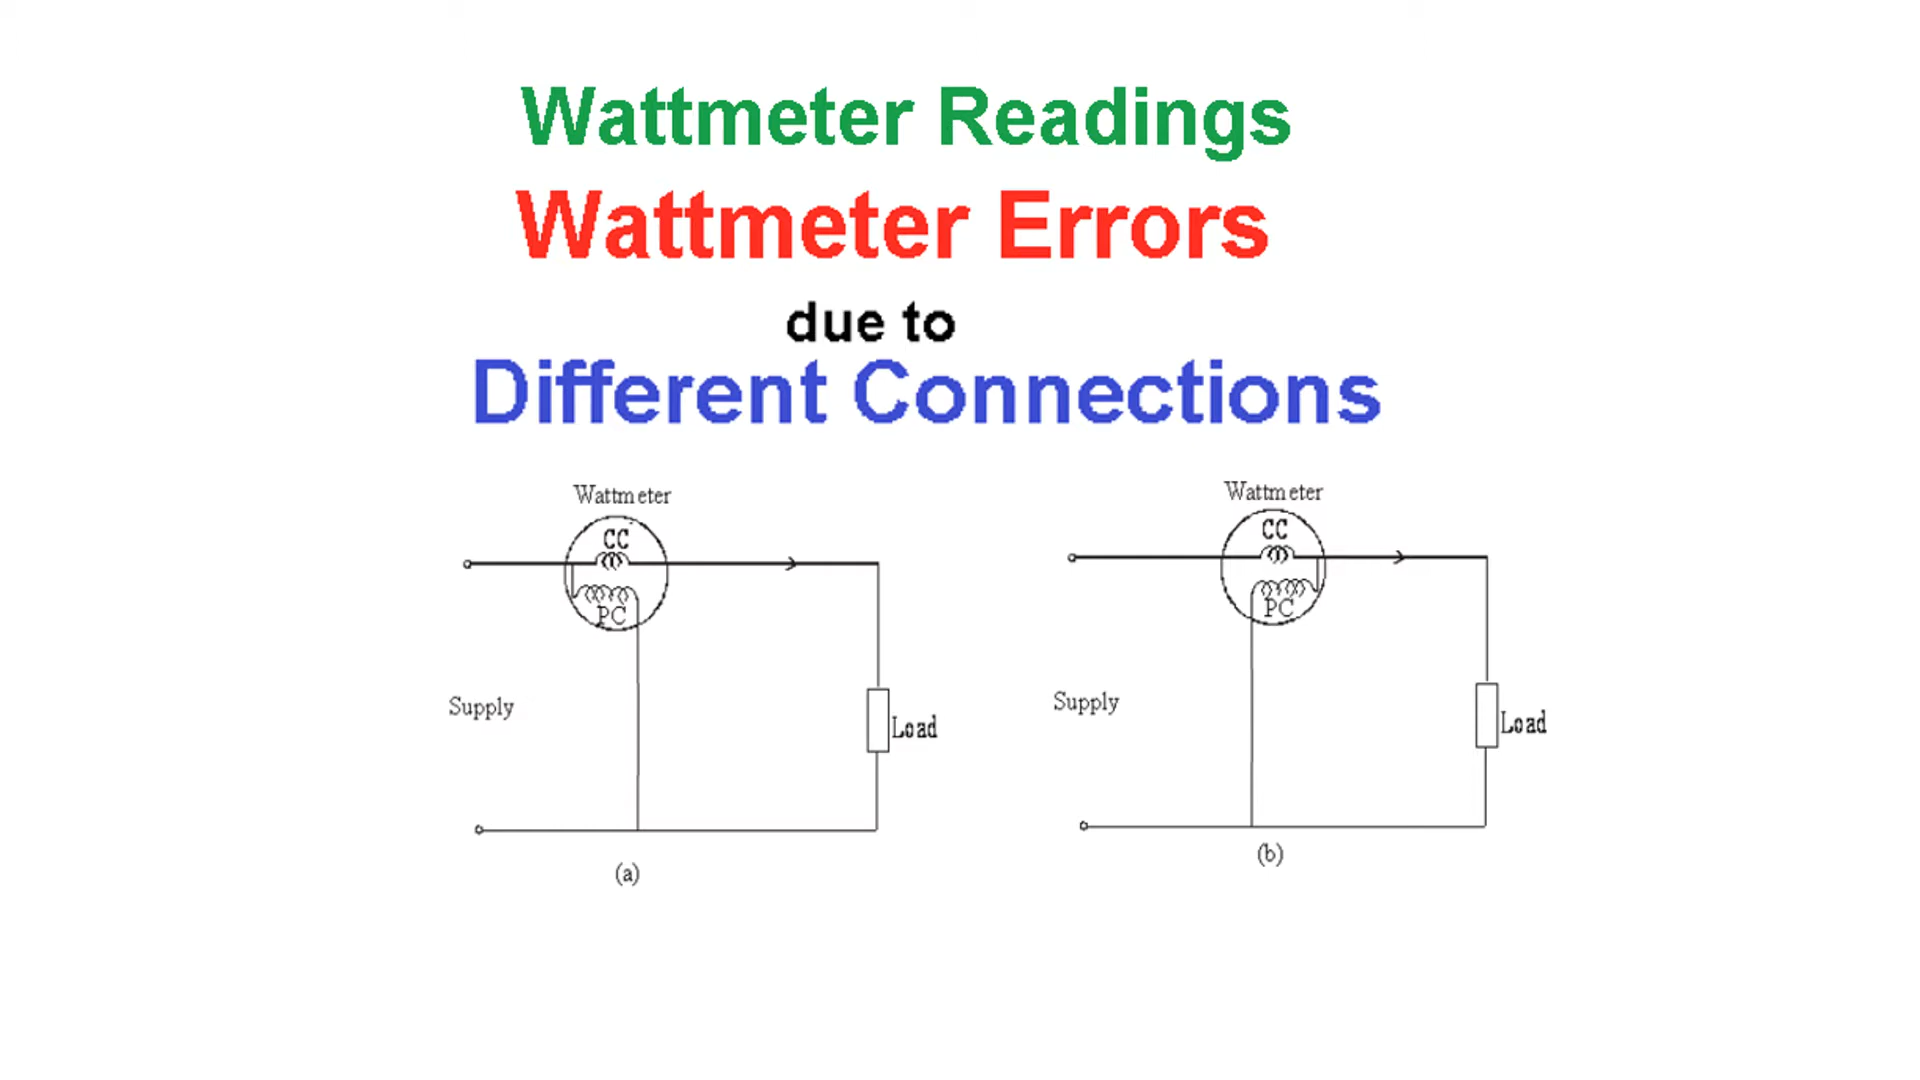 Wattmeter Readings
Wattmeter Errors
due to
Different Connections
Wattmeter
CC
PC
Supply
Load
(a)
Wattmeter
CC
PC
Supply
Load
(b)